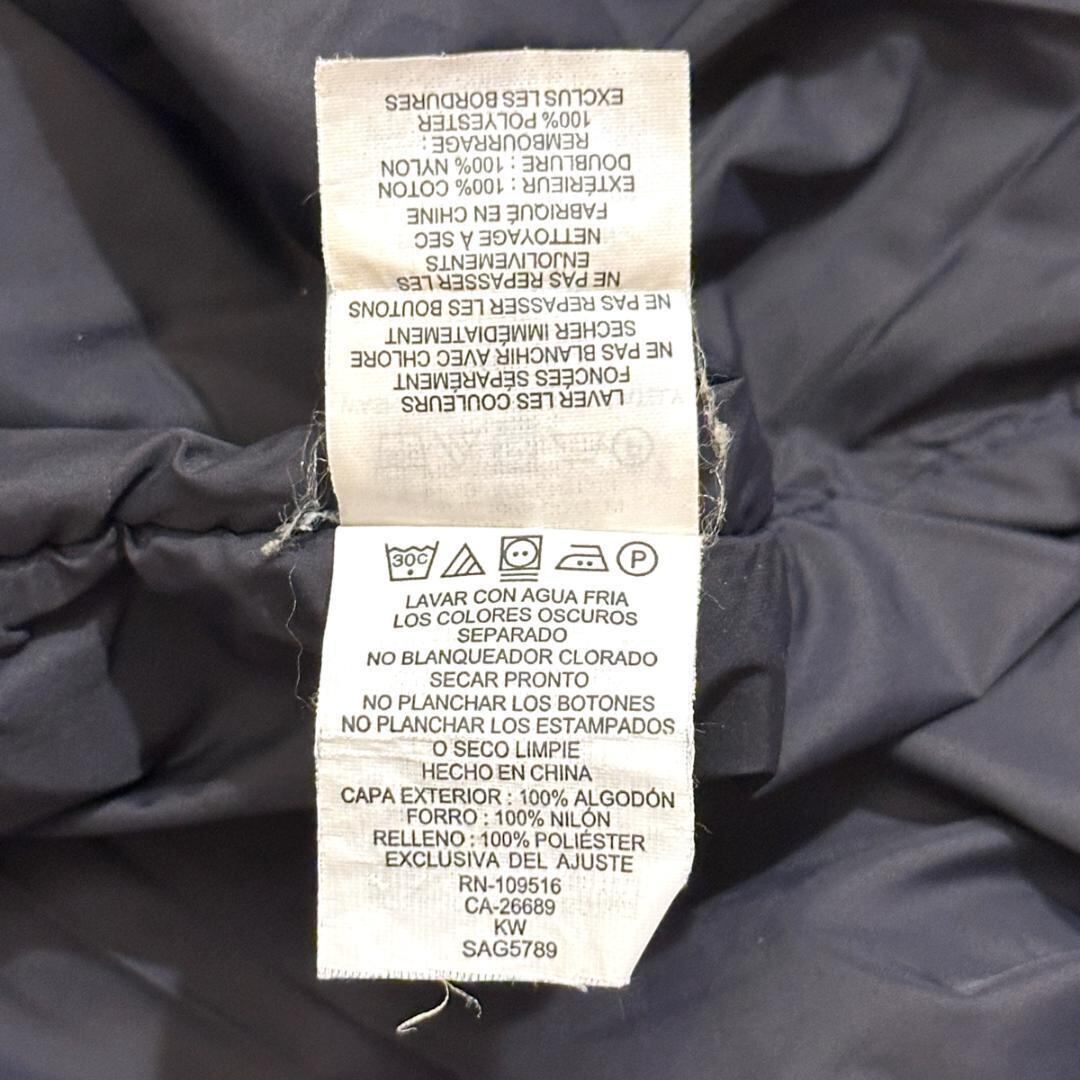 LAVER LES COULEURS
FONCÉES SÉPARÉMENT
NE PAS BLANCHIR AVEC CHLORE
SECHER IMMÉDIATEMENT
NE PAS REPASSER LES BOUTONS
NE PAS REPASSER LES
ENJOLIVEMENTS
NETTOYAGE À SEC
FABRIQUÉ EN CHINE
EXTÉRIEUR : 100% COTON
DOUBLURE : 100% NYLON
REMBOURRAGE :
100% POLYESTER
EXCLUS LES BORDURES
30C P
LAVAR CON AGUA FRIA
LOS COLORES OSCUROS
SEPARADO
NO BLANQUEADOR CLORADO
SECAR PRONTO
NO PLANCHAR LOS BOTONES
NO PLANCHAR LOS ESTAMPADOS
O SECO LIMPIE
HECHO EN CHINA
CAPA EXTERIOR : 100% ALGODÓN
FORRO : 100% NILÓN
RELLENO : 100% POLIÉSTER
EXCLUSIVA DEL AJUSTE
RN-109516
CA-26689
KW
SAG5789